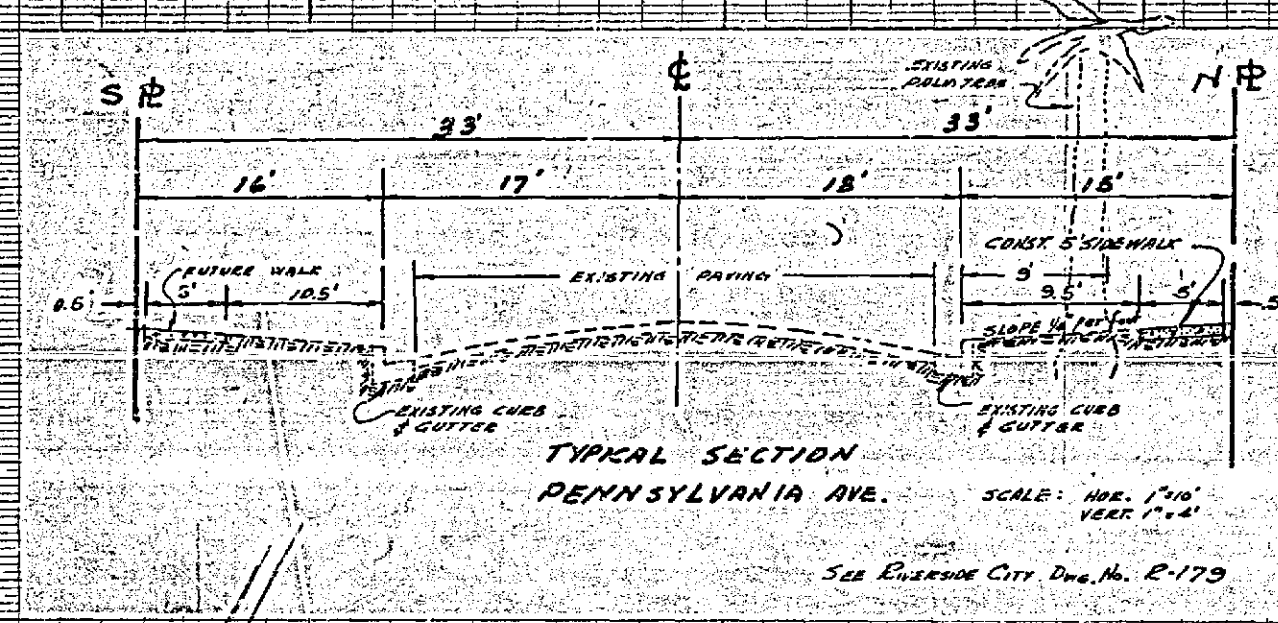 S ⅊
℄
N ⅊
EXISTING
PALM TREE
33'
33'
16'
17'
18'
15'
FUTURE WALK
CONST. 5' SIDEWALK
EXISTING PAVING
9'
0.5'
5'
10.5'
9.5'
5'
.5
SLOPE ¼" per foot
EXISTING CURB
& GUTTER
EXISTING CURB
& GUTTER
TYPICAL SECTION
PENNSYLVANIA AVE.
SCALE: HOR. 1"=10'
VERT. 1"=4'
SEE RIVERSIDE CITY DWG. NO. R-179